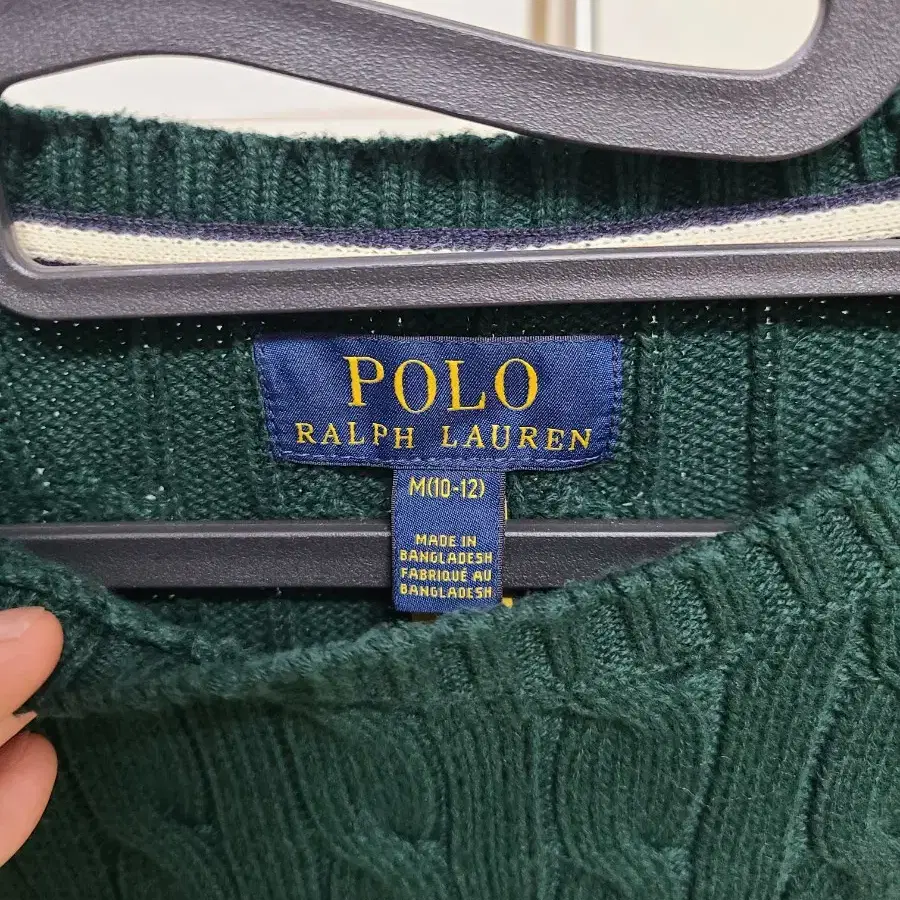 POLO
RALPH LAUREN
M(10-12)
MADE IN
BANGLADESH
FABRIQUÉ AU
BANGLADESH